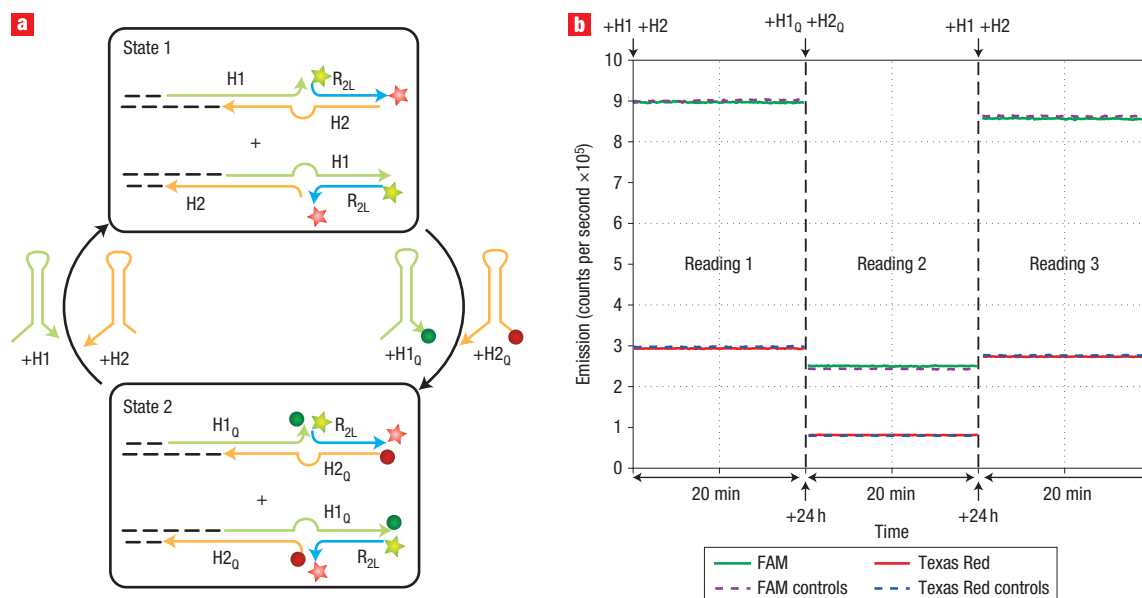 a
State 1
H1
R2L
H2
+
H1
H2
R2L
+H1
+H2
+H1Q
+H2Q
State 2
H1Q
R2L
H2Q
+
H1Q
H2Q
R2L
b
+H1 +H2
+H1Q +H2Q
+H1 +H2
10
9
8
7
6
5
4
3
2
1
0
Emission (counts per second ×10⁵)
Reading 1
Reading 2
Reading 3
20 min
20 min
20 min
+24 h
+24 h
Time
FAM
Texas Red
FAM controls
Texas Red controls